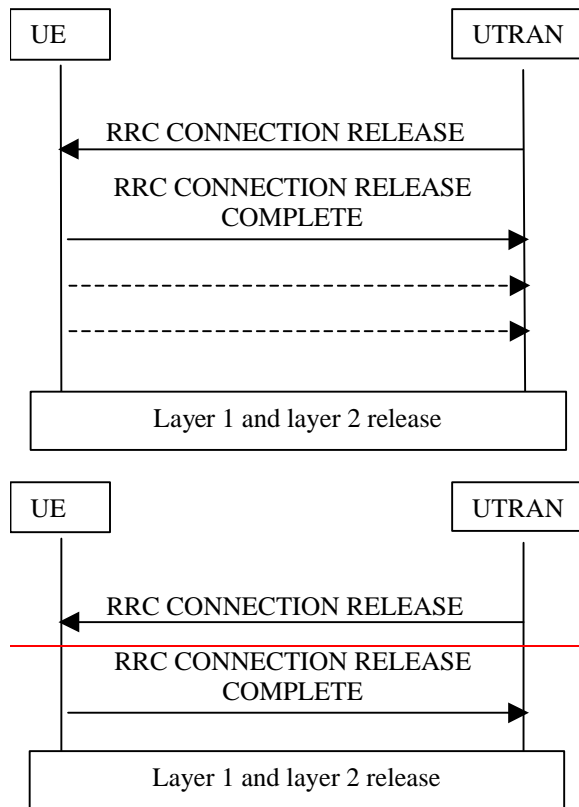 UE
UTRAN
RRC CONNECTION RELEASE
RRC CONNECTION RELEASE
COMPLETE
Layer 1 and layer 2 release
UE
UTRAN
RRC CONNECTION RELEASE
RRC CONNECTION RELEASE
COMPLETE
Layer 1 and layer 2 release